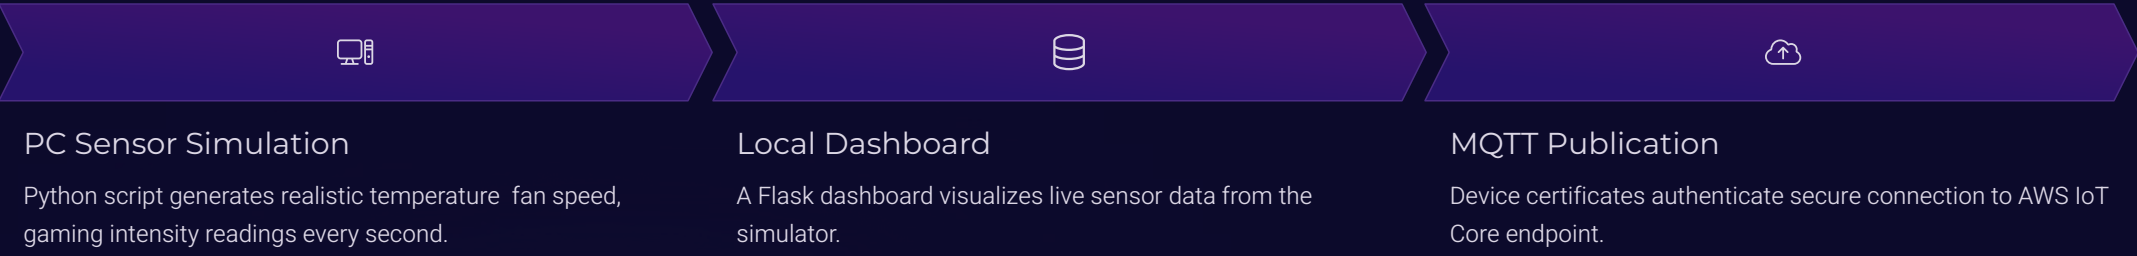 PC Sensor Simulation
Python script generates realistic temperature  fan speed,
gaming intensity readings every second.
Local Dashboard
A Flask dashboard visualizes live sensor data from the
simulator.
MQTT Publication
Device certificates authenticate secure connection to AWS IoT
Core endpoint.